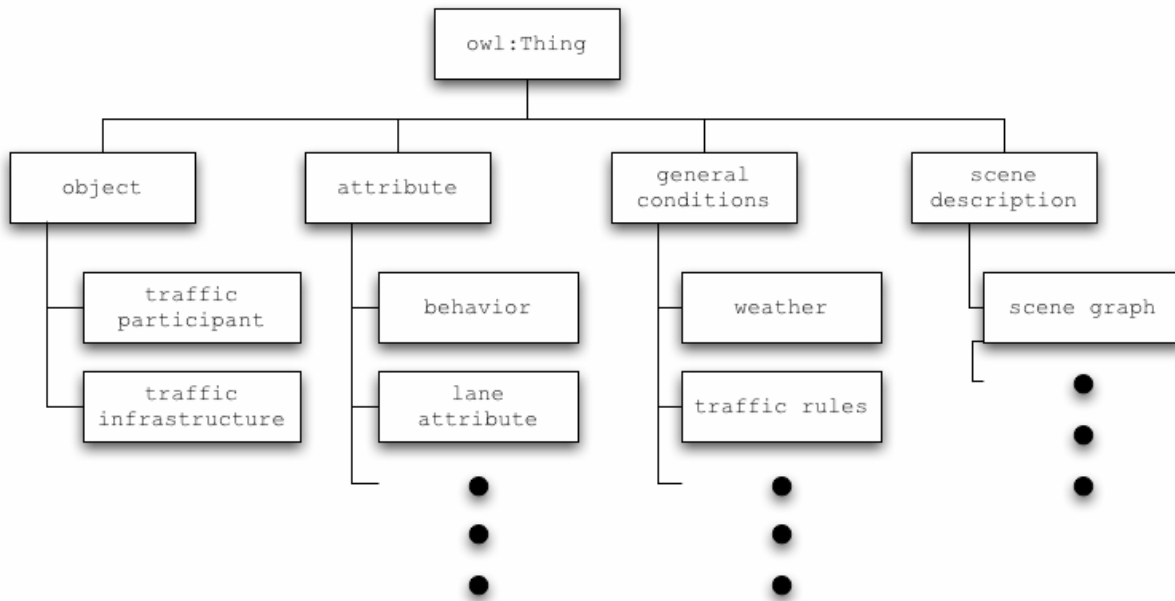 owl:Thing
object
attribute
general
conditions
scene
description
traffic
participant
behavior
weather
scene graph
traffic
infrastructure
lane
attribute
traffic rules